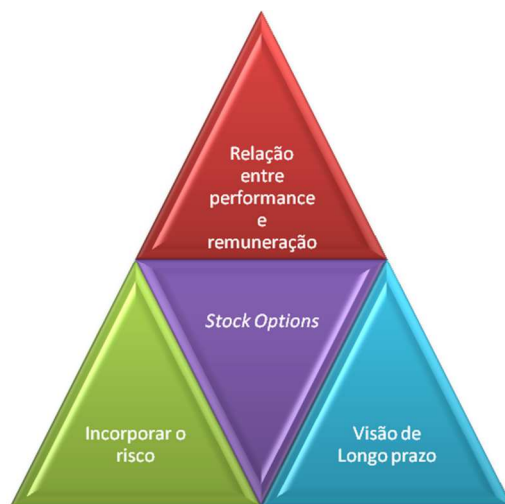 Relação
entre
performance
e
remuneração
Stock Options
Incorporar o
risco
Visão de
Longo prazo